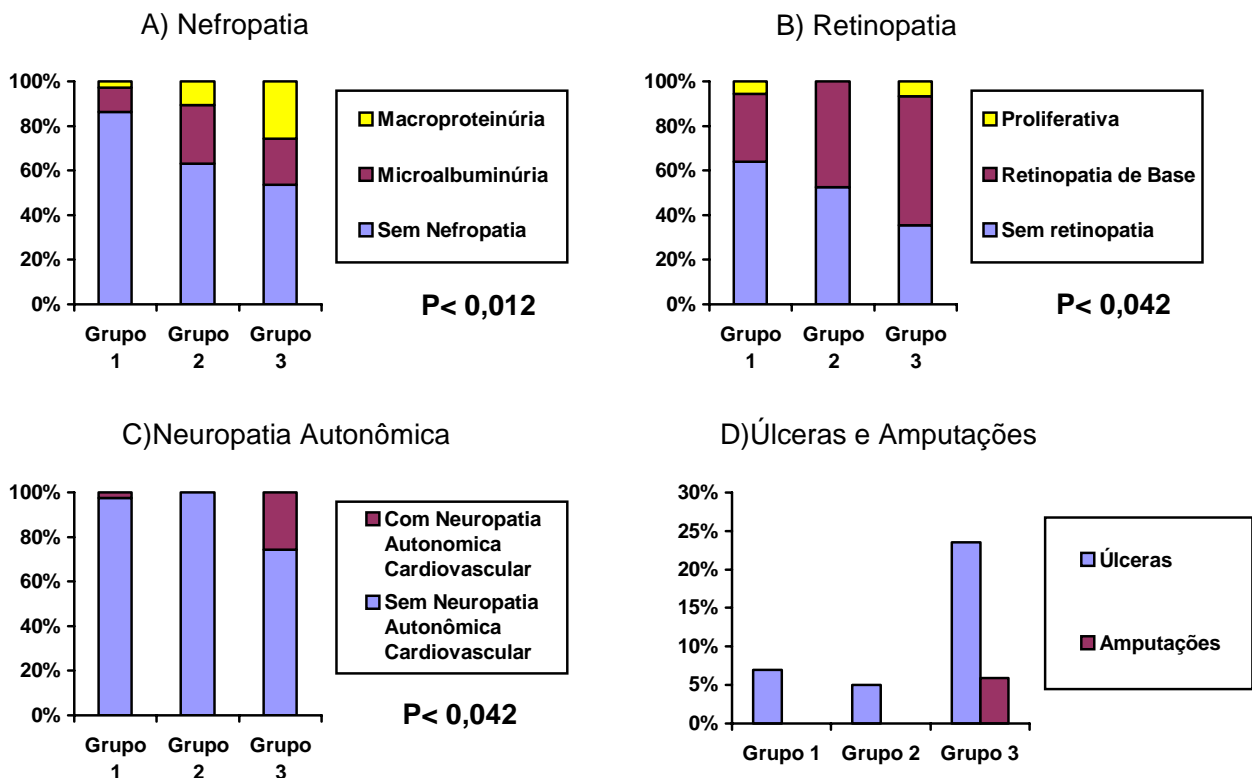 A) Nefropatia
100%
80%
60%
40%
20%
0%
Grupo
1
Grupo
2
Grupo
3
Macroproteinúria
Microalbuminúria
Sem Nefropatia
P< 0,012
B) Retinopatia
100%
80%
60%
40%
20%
0%
Grupo
1
Grupo
2
Grupo
3
Proliferativa
Retinopatia de Base
Sem retinopatia
P< 0,042
C)Neuropatia Autonômica
100%
80%
60%
40%
20%
0%
Grupo
1
Grupo
2
Grupo
3
Com Neuropatia
Autonomica
Cardiovascular
Sem Neuropatia
Autonômica
Cardiovascular
P< 0,042
D)Úlceras e Amputações
30%
25%
20%
15%
10%
5%
0%
Grupo 1 Grupo 2 Grupo 3
Úlceras
Amputações